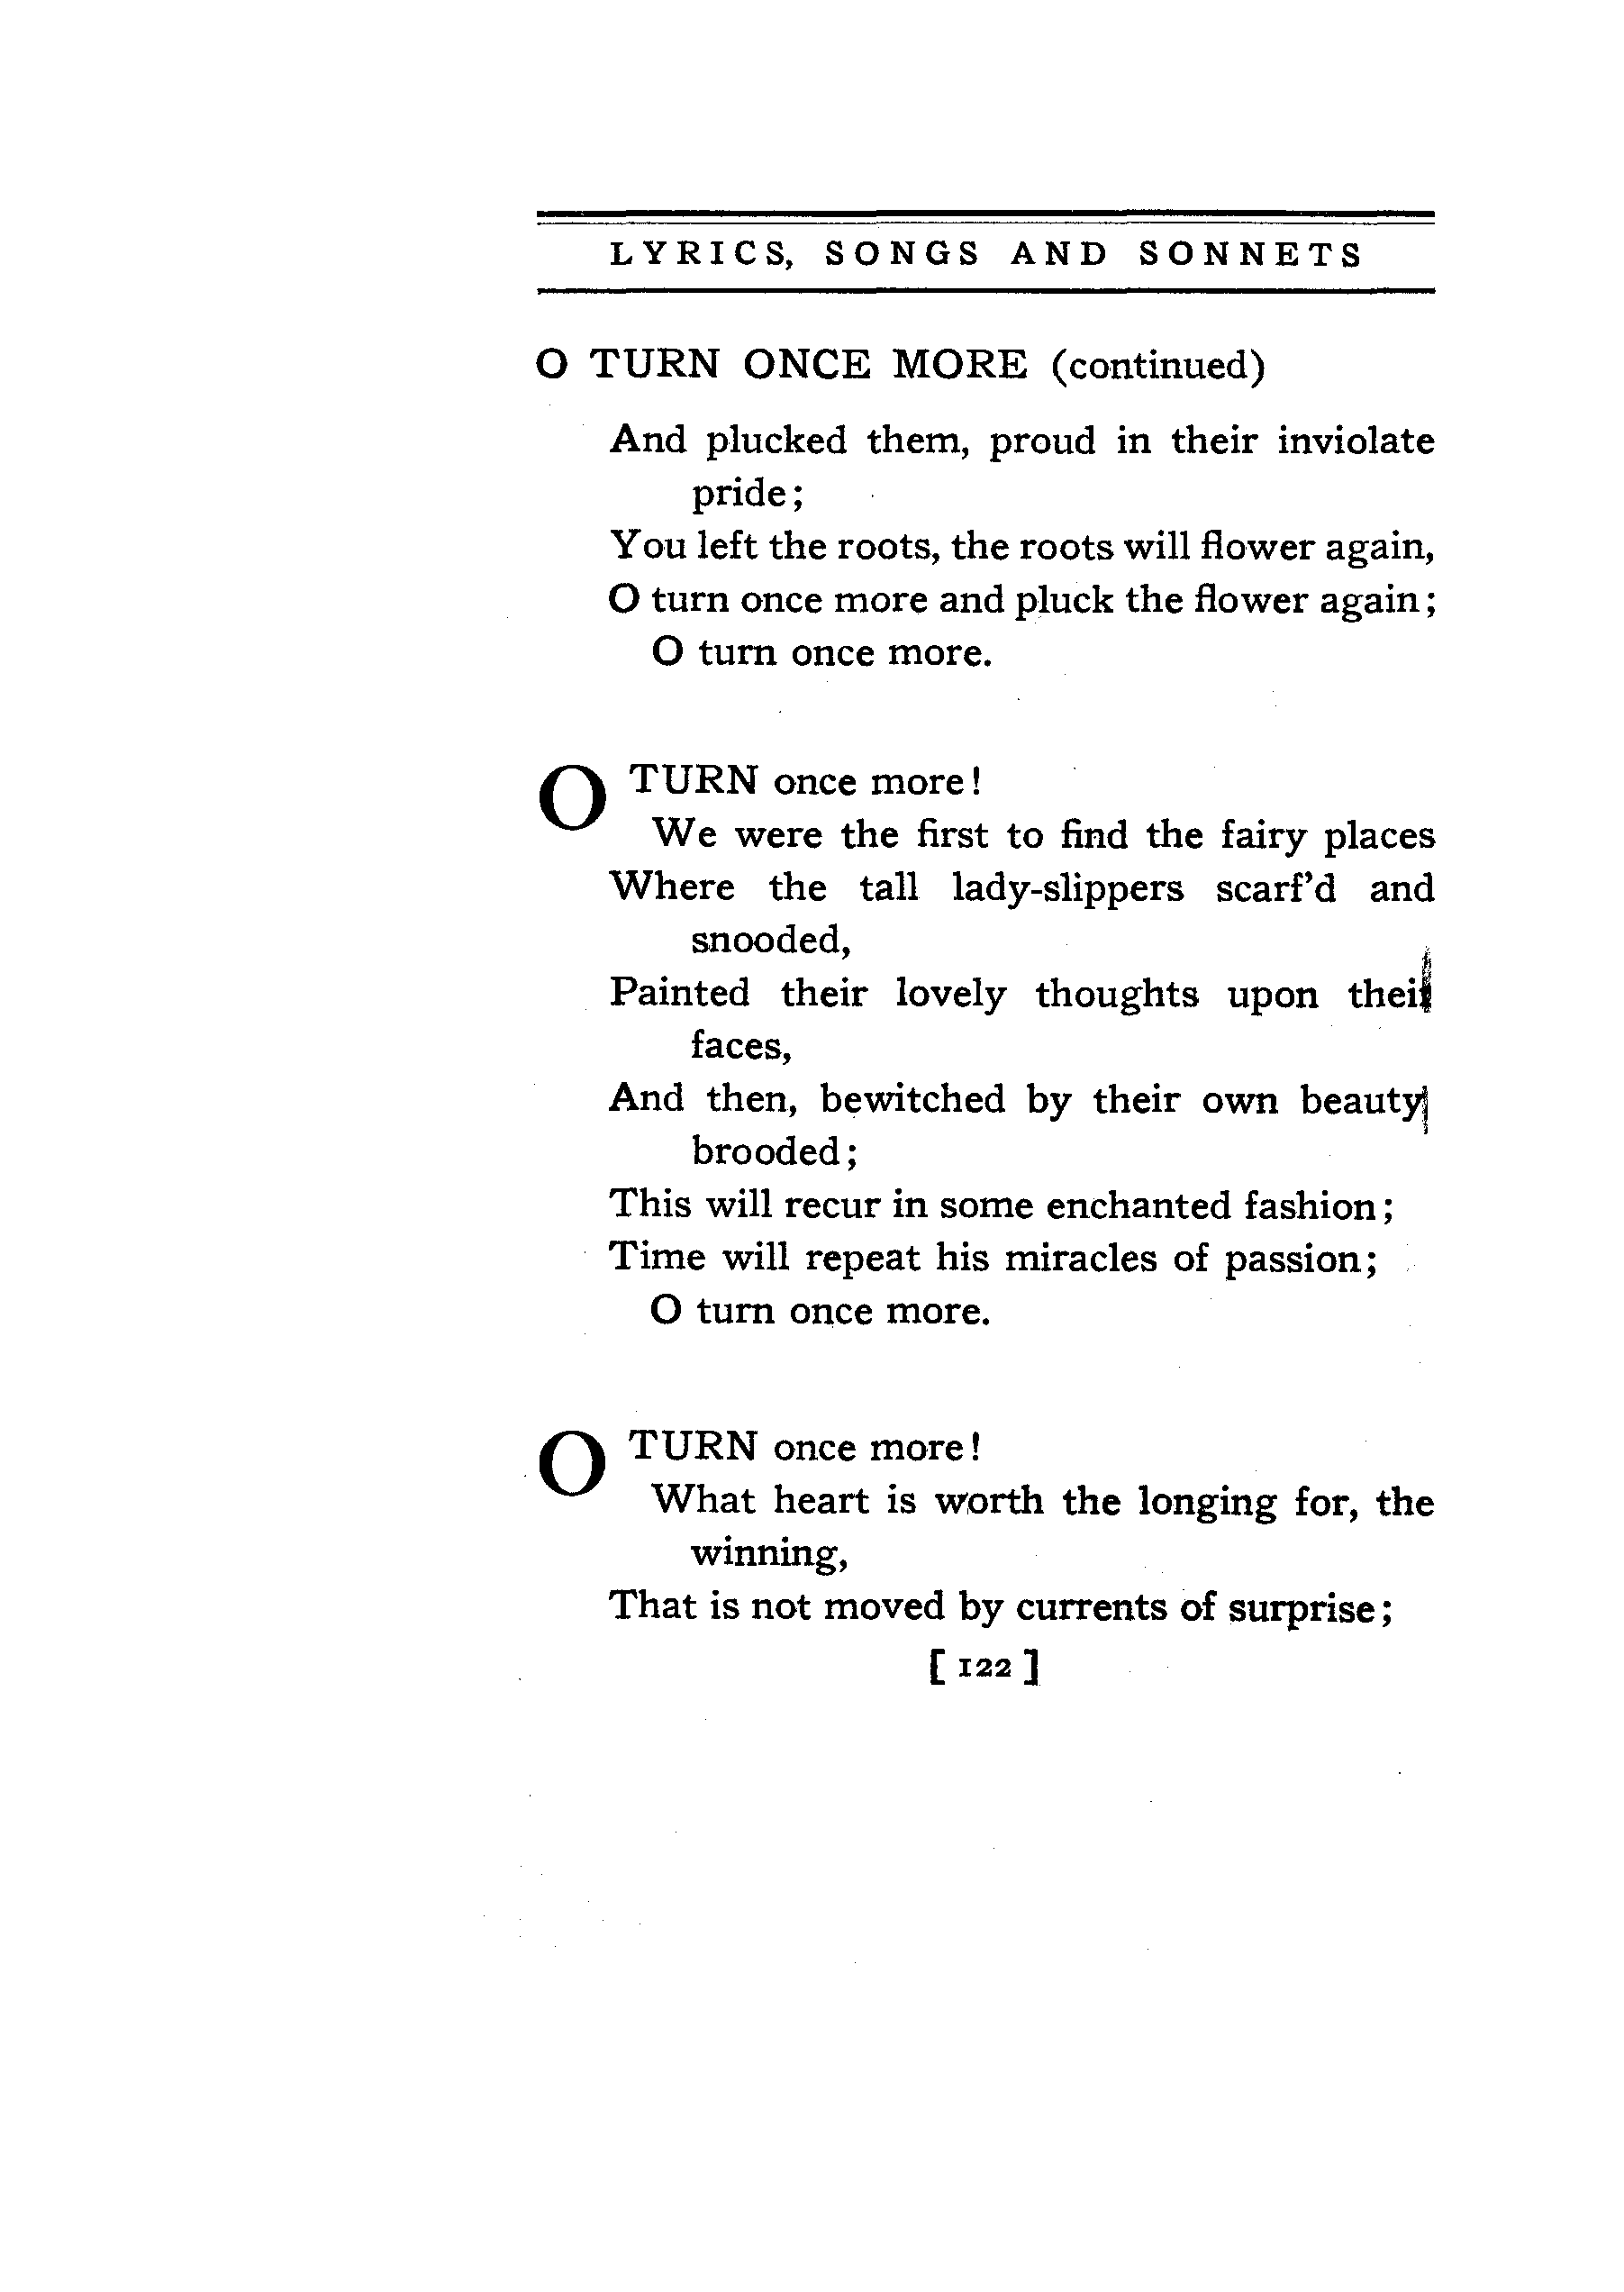 LYRICS, SONGS AND SONNETS
O TURN ONCE MORE (continued)
And plucked them, proud in their inviolate
pride;
You left the roots, the roots will flower again,
O turn once more and pluck the flower again;
O turn once more.
O TURN once more!
We were the first to find the fairy places
Where the tall lady-slippers scarf'd and
snooded,
Painted their lovely thoughts upon their
faces,
And then, bewitched by their own beauty
brooded;
This will recur in some enchanted fashion;
Time will repeat his miracles of passion;
O turn once more.
O TURN once more!
What heart is worth the longing for, the
winning,
That is not moved by currents of surprise;
[ 122 ]